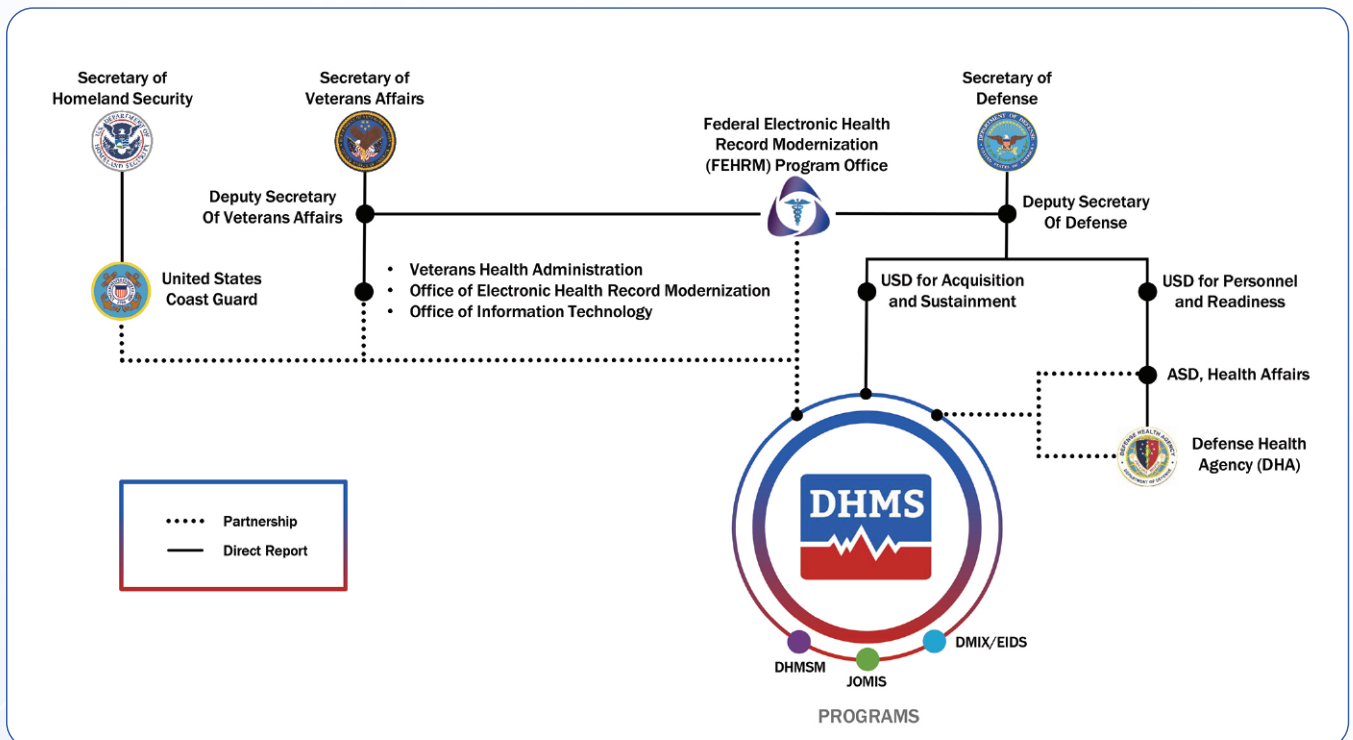 Secretary of
Homeland Security
Secretary of
Veterans Affairs
Secretary of
Defense
Federal Electronic Health
Record Modernization
(FEHRM) Program Office
Deputy Secretary
Of Veterans Affairs
Deputy Secretary
Of Defense
United States
Coast Guard
• Veterans Health Administration
• Office of Electronic Health Record Modernization
• Office of Information Technology
USD for Acquisition
and Sustainment
USD for Personnel
and Readiness
ASD, Health Affairs
Defense Health
Agency (DHA)
Partnership
Direct Report
DHMS
DHMSM
JOMIS
DMIX/EIDS
PROGRAMS